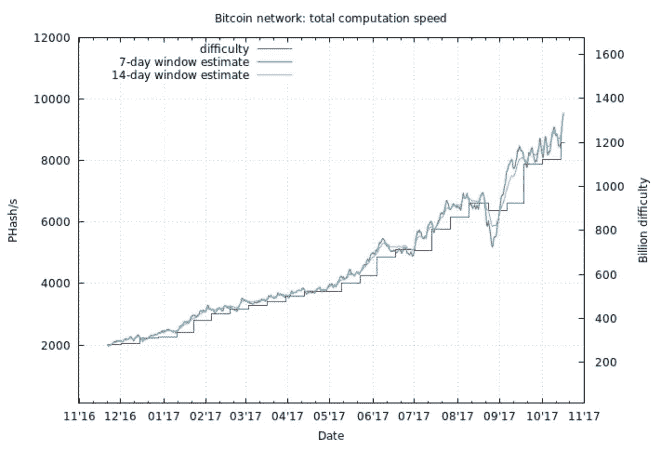 Bitcoin network: total computation speed
difficulty
7-day window estimate
14-day window estimate
PHash/s
12000
10000
8000
6000
4000
2000
1600
1400
1200
1000
800
600
400
200
Billion difficulty
11'16 12'16 01'17 02'17 03'17 04'17 05'17 06'17 07'17 08'17 09'17 10'17 11'17
Date